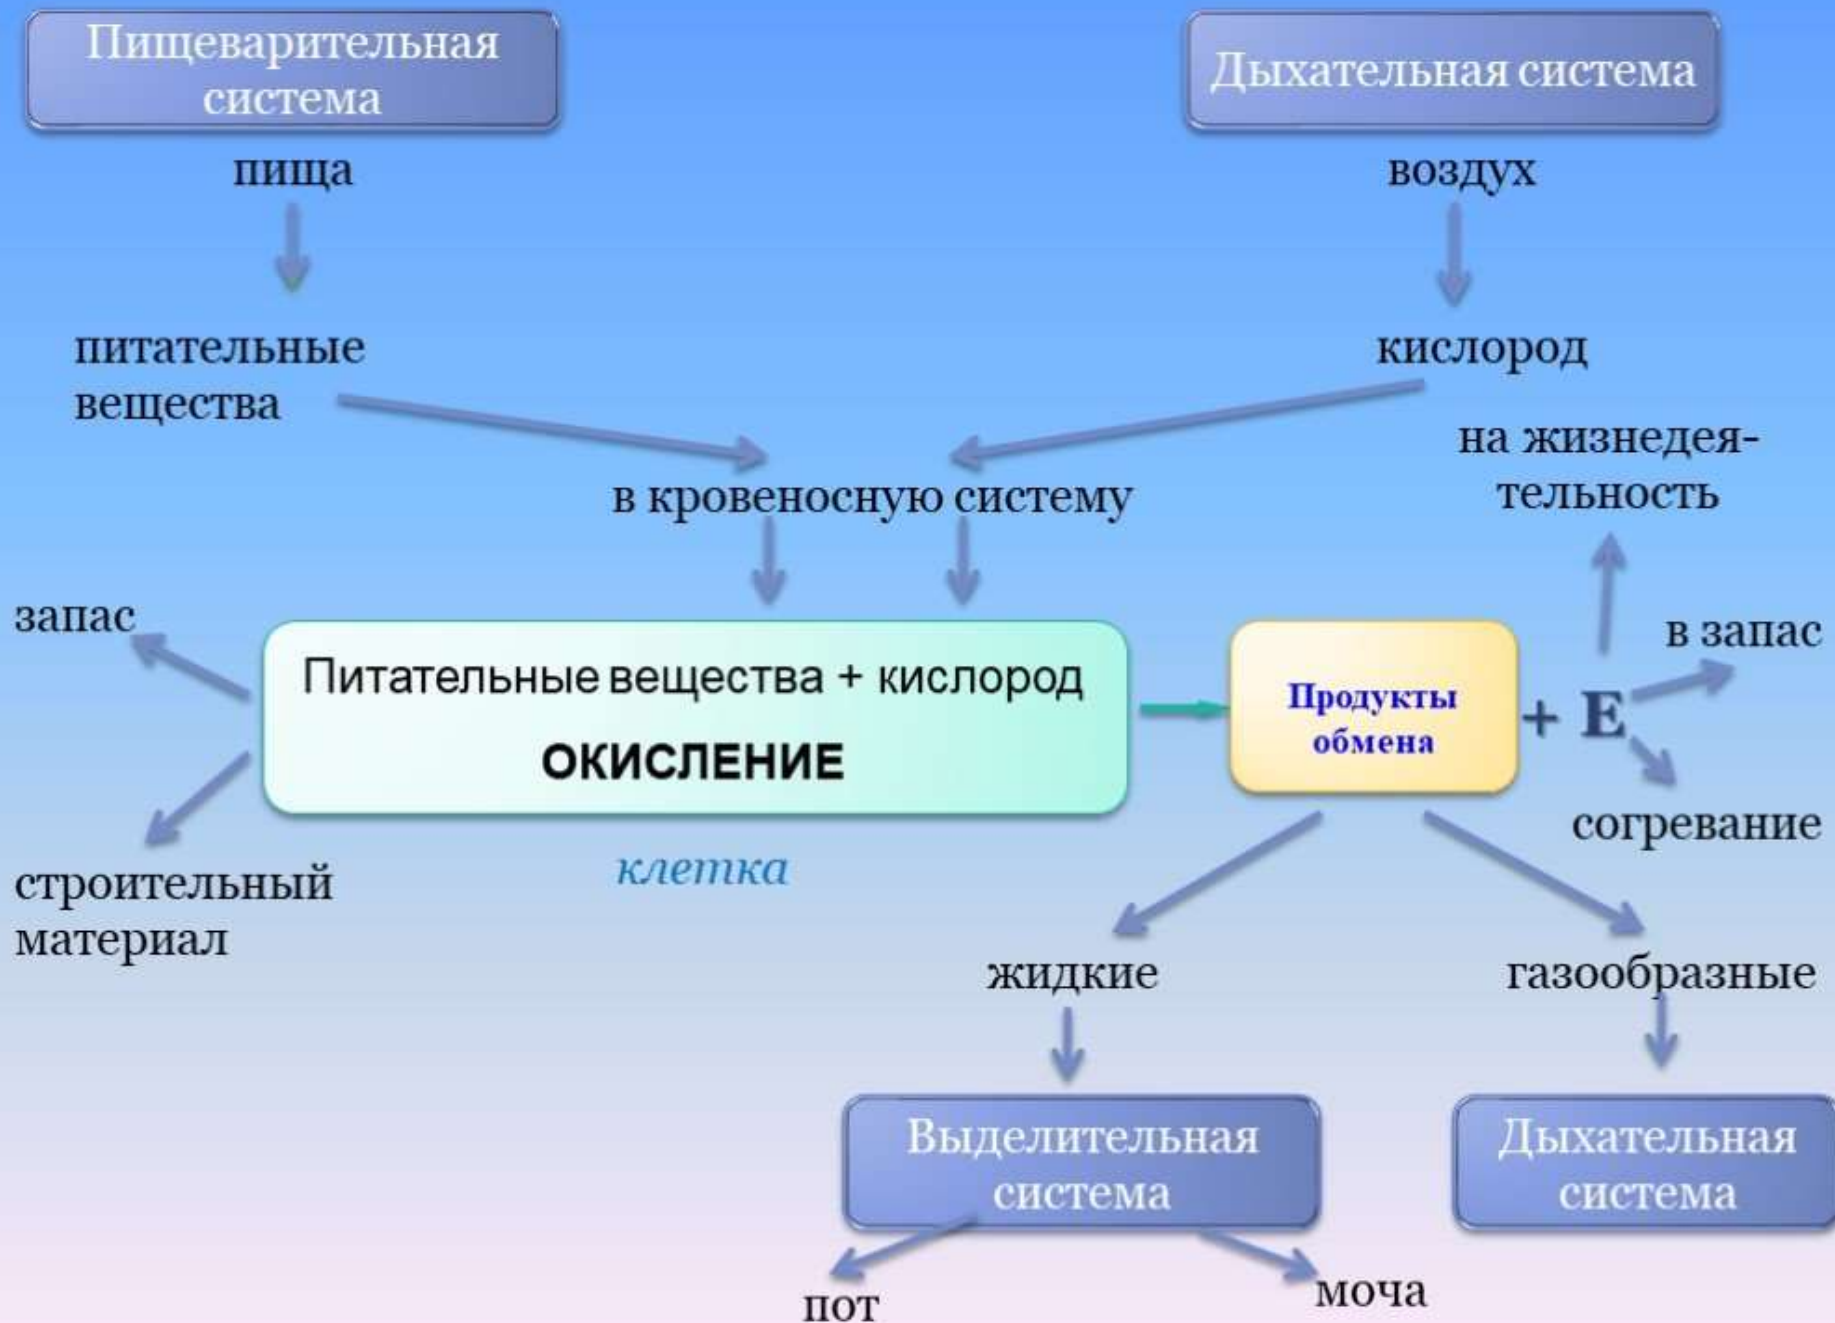 Пищеварительная
система
Дыхательная система
пища
воздух
питательные
вещества
кислород
на жизнедея-
тельность
в кровеносную систему
запас
в запас
Питательные вещества + кислород
ОКИСЛЕНИЕ
Продукты
обмена
+ Е
согревание
строительный
материал
клетка
жидкие
газообразные
Выделительная
система
Дыхательная
система
пот
моча